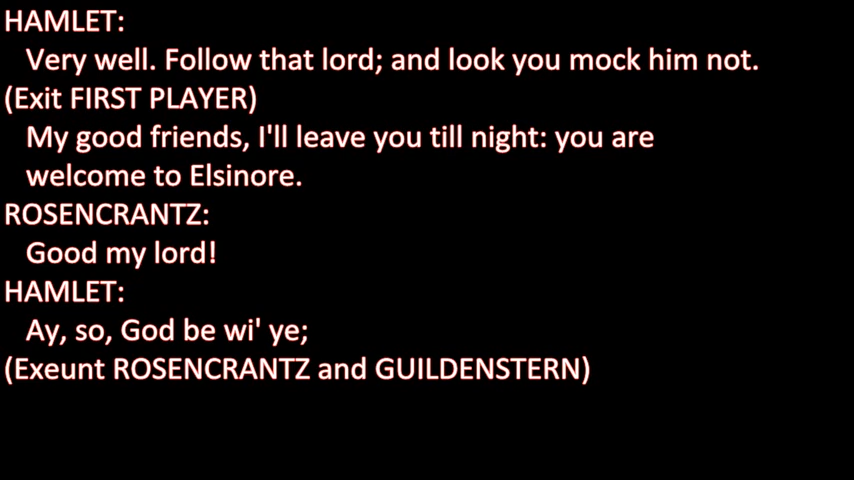 HAMLET:
Very well. Follow that lord; and look you mock him not.
(Exit FIRST PLAYER)
My good friends, I'll leave you till night: you are
welcome to Elsinore.
ROSENCRANTZ:
Good my lord!
HAMLET:
Ay, so, God be wi' ye;
(Exeunt ROSENCRANTZ and GUILDENSTERN)